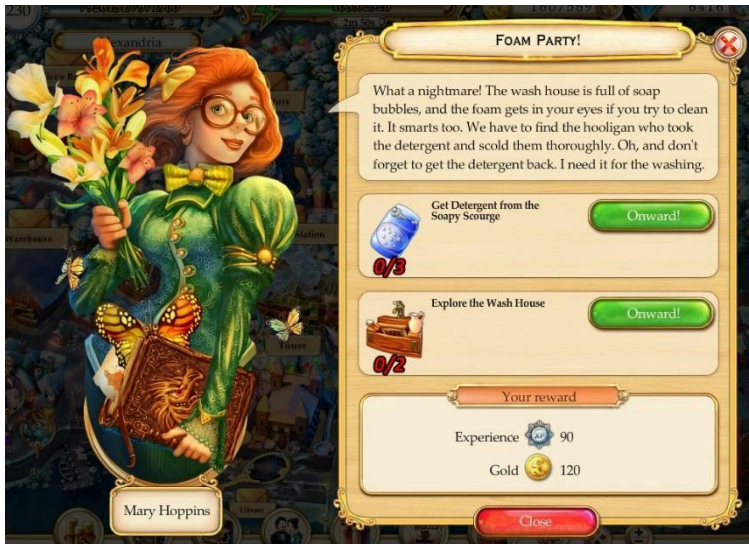 230
2m 50s
FOAM PARTY!
What a nightmare! The wash house is full of soap
bubbles, and the foam gets in your eyes if you try to clean
it. It smarts too. We have to find the hooligan who took
the detergent and scold them thoroughly. Oh, and don't
forget to get the detergent back. I need it for the washing.
Get Detergent from the
Soapy Scourge
Onward!
0/3
Warehouse
Station
Explore the Wash House
Onward!
0/2
Tower
Your reward
Experience XP 90
Gold 120
Mary Hoppins
Library
Close